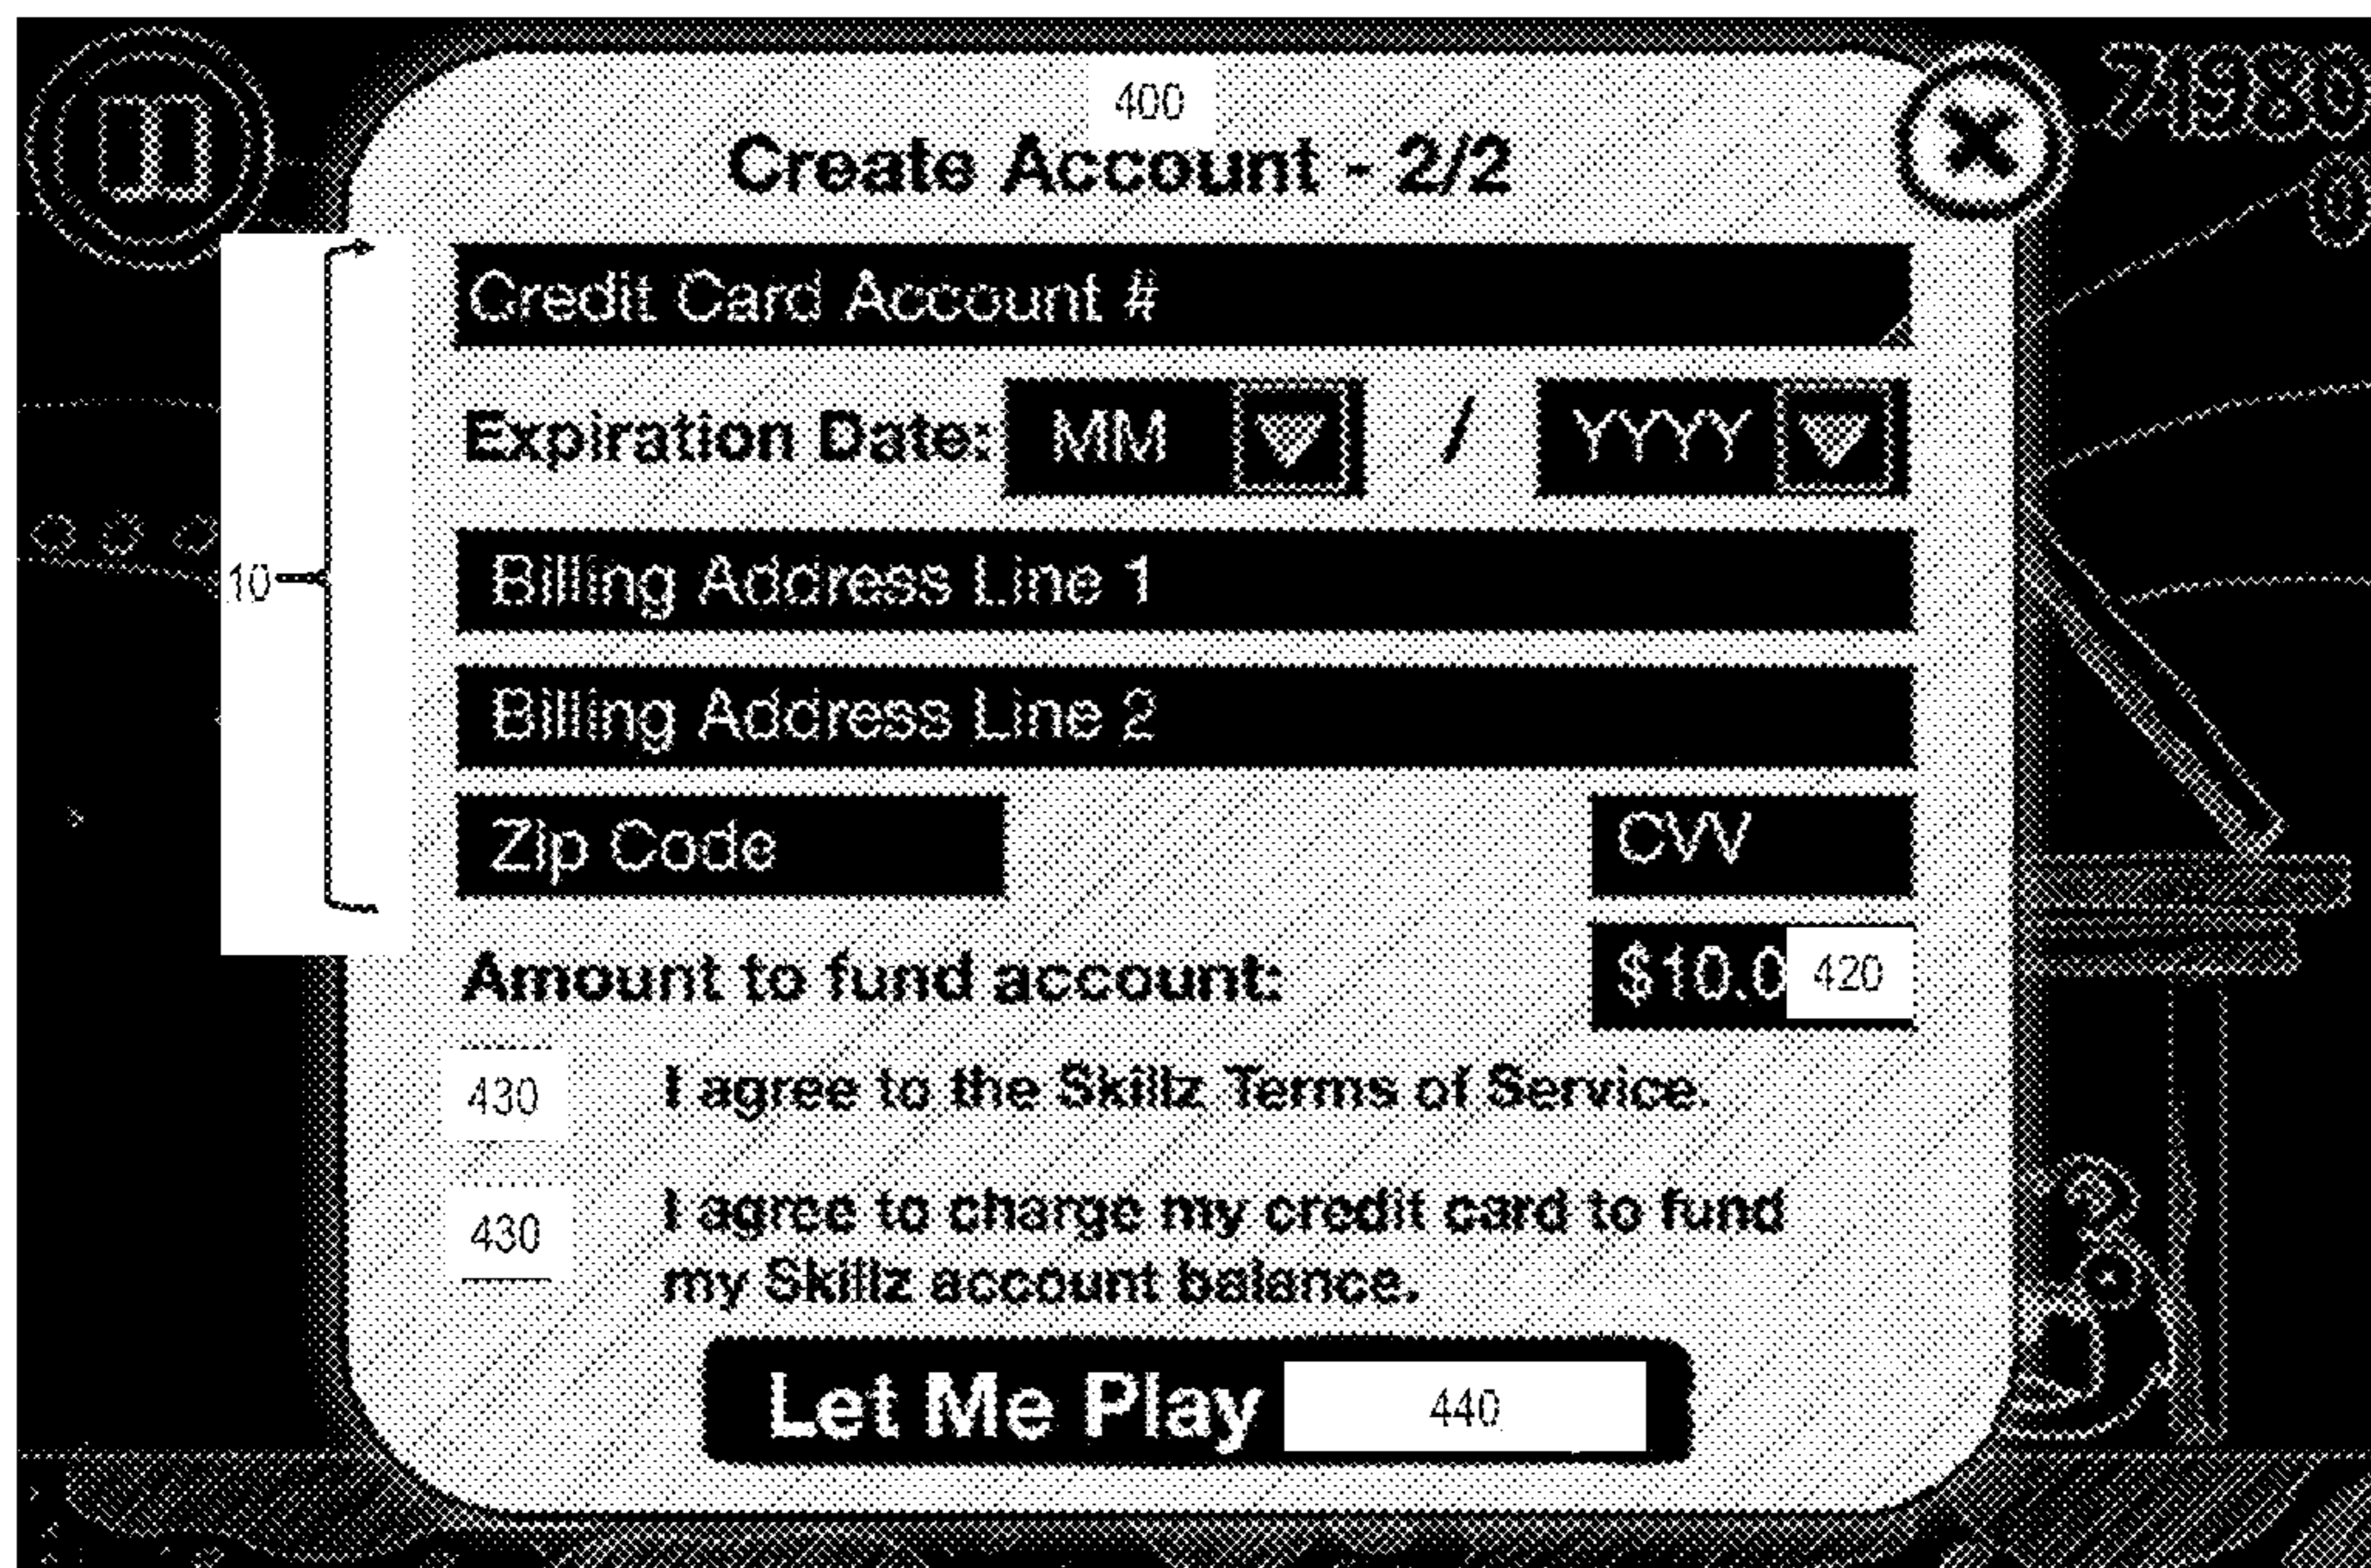 400
74980
Create Account - 2/2
0
Credit Card Account #
Expiration Date: MM / YYYY
10
Billing Address Line 1
Billing Address Line 2
Zip Code CVV
Amount to fund account: $10.0 420
430 I agree to the Skillz Terms of Service.
430 I agree to charge my credit card to fund
my Skillz account balance.
Let Me Play 440